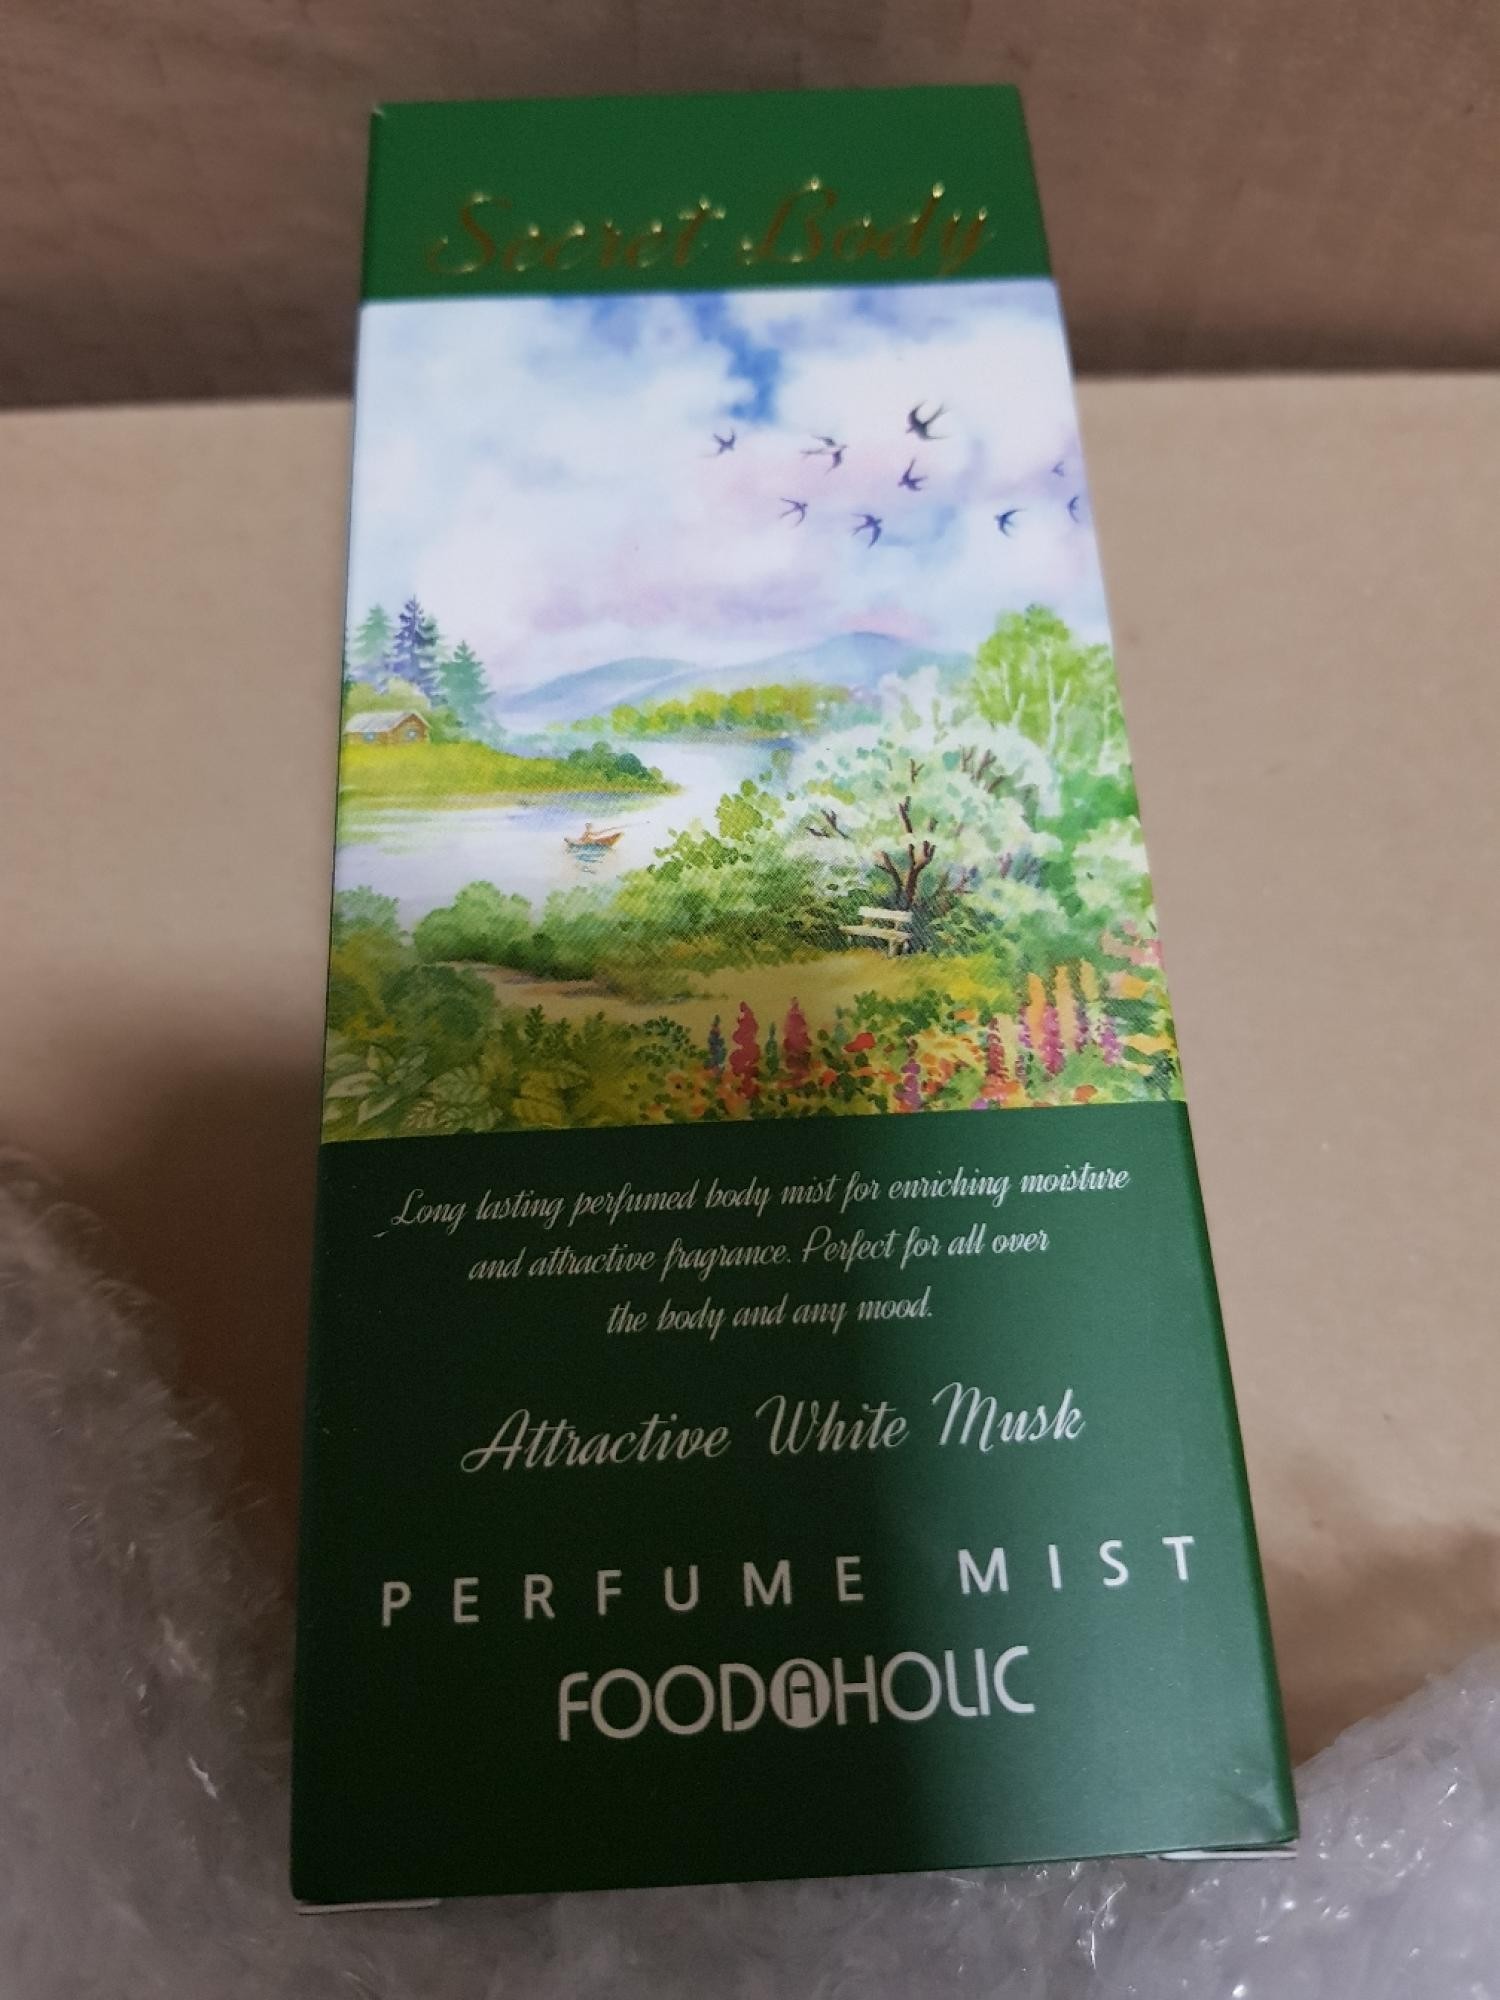 Secret Body
Long lasting perfumed body mist for enriching moisture
and attractive fragrance. Perfect for all over
the body and any mood.
Attractive White Musk
PERFUME MIST
FOODAHOLIC